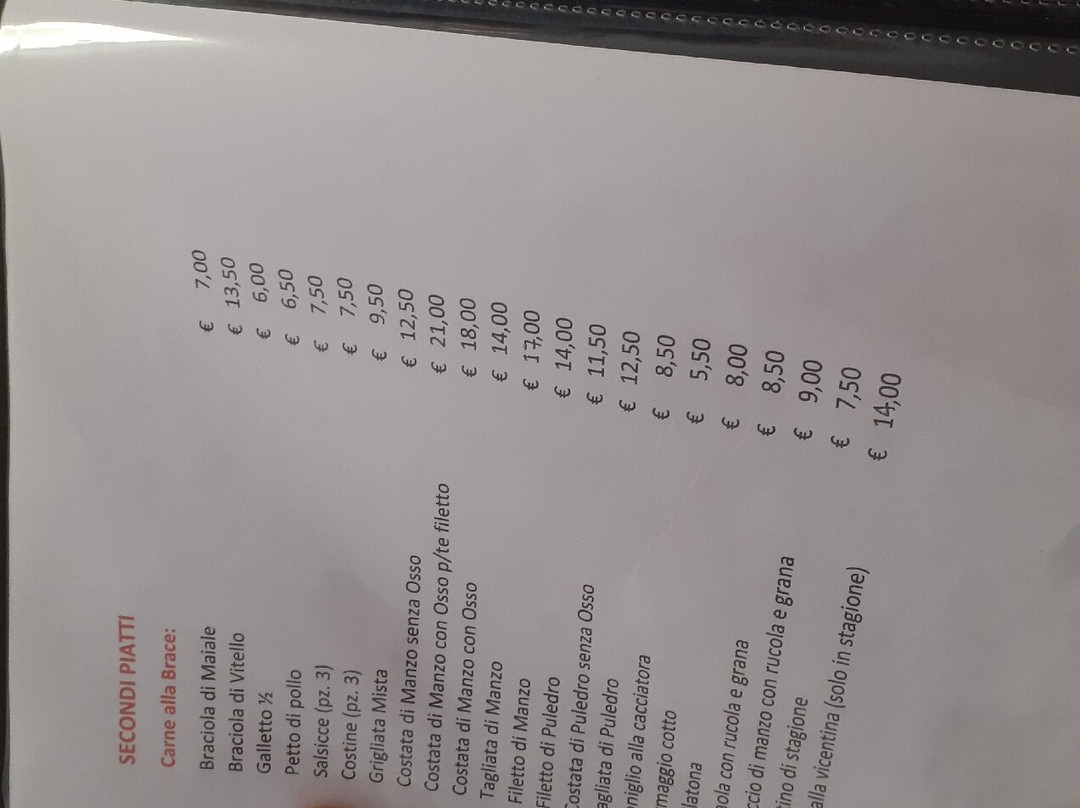 SECONDI PIATTI
Carne alla Brace:
Braciola di Maiale € 7,00
Braciola di Vitello € 13,50
Galletto ½ € 6,00
Petto di pollo € 6,50
Salsicce (pz. 3) € 7,50
Costine (pz. 3) € 7,50
Grigliata Mista € 9,50
Costata di Manzo senza Osso € 12,50
Costata di Manzo con Osso p/te filetto € 21,00
Costata di Manzo con Osso € 18,00
Tagliata di Manzo € 14,00
Filetto di Manzo € 17,00
Filetto di Puledro € 14,00
Costata di Puledro senza Osso € 11,50
agliata di Puledro € 12,50
niglio alla cacciatora € 8,50
maggio cotto € 5,50
latona € 8,00
ola con rucola e grana € 8,50
ccio di manzo con rucola e grana € 9,00
ino di stagione € 7,50
alla vicentina (solo in stagione) € 14,00